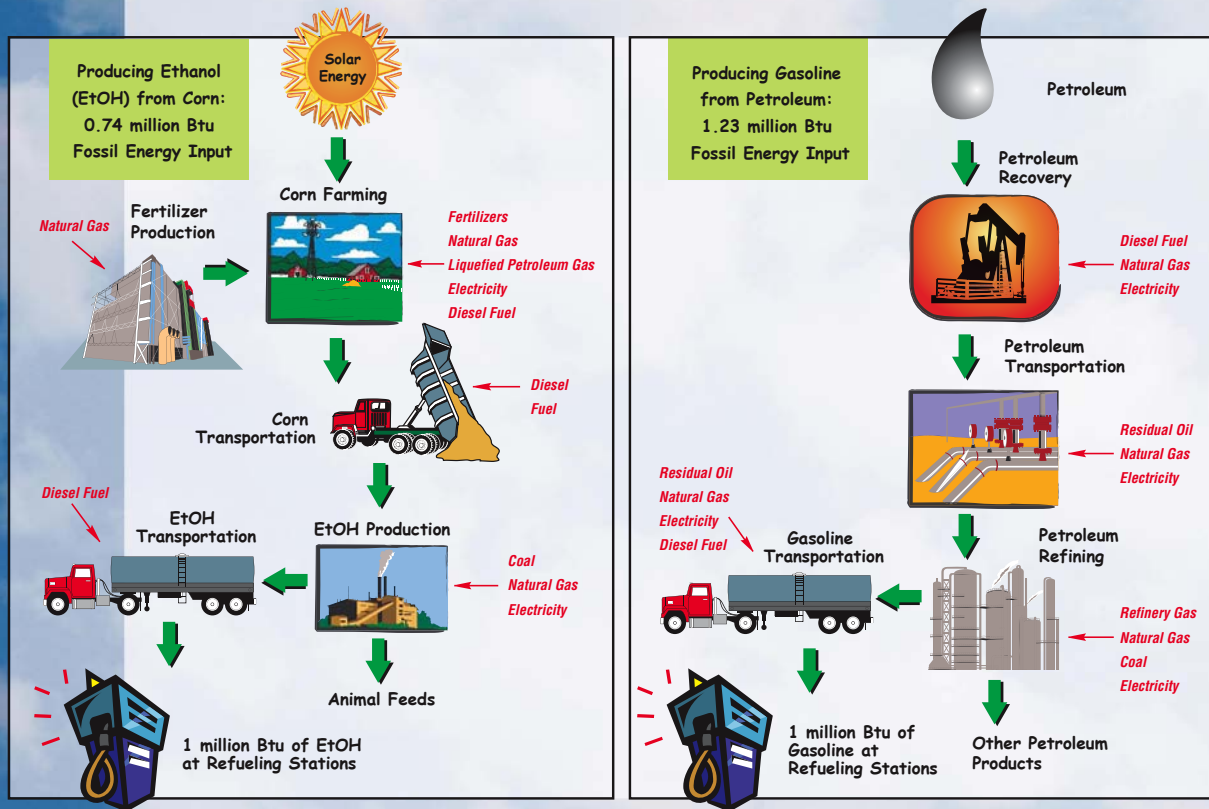 Producing Ethanol
(EtOH) from Corn:
0.74 million Btu
Fossil Energy Input
Solar
Energy
Corn Farming
Fertilizer
Production
Natural Gas
Fertilizers
Natural Gas
Liquefied Petroleum Gas
Electricity
Diesel Fuel
Corn
Transportation
Diesel
Fuel
Diesel Fuel
EtOH
Transportation
EtOH Production
Coal
Natural Gas
Electricity
Animal Feeds
1 million Btu of EtOH
at Refueling Stations
Producing Gasoline
from Petroleum:
1.23 million Btu
Fossil Energy Input
Petroleum
Petroleum
Recovery
Diesel Fuel
Natural Gas
Electricity
Petroleum
Transportation
Residual Oil
Natural Gas
Electricity
Residual Oil
Natural Gas
Electricity
Diesel Fuel
Gasoline
Transportation
Petroleum
Refining
Refinery Gas
Natural Gas
Coal
Electricity
1 million Btu of
Gasoline at
Refueling Stations
Other Petroleum
Products